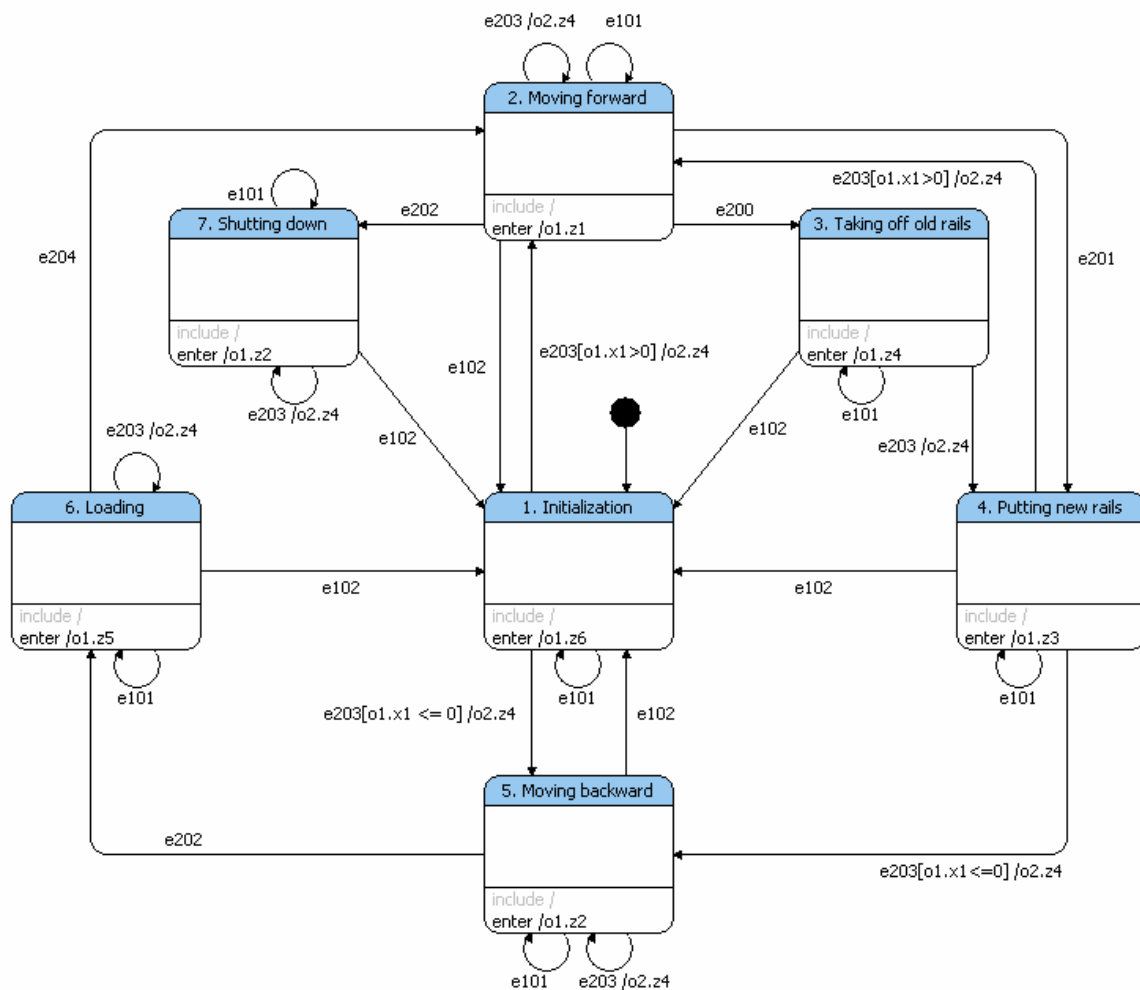 e203 /o2.z4
e101
2. Moving forward
include /
enter /o1.z1
e203[o1.x1>0] /o2.z4
e101
7. Shutting down
include /
enter /o1.z2
e202
e200
3. Taking off old rails
include /
enter /o1.z4
e204
e201
e102
e203[o1.x1>0] /o2.z4
e203 /o2.z4
e101
e102
e102
e203 /o2.z4
e203 /o2.z4
6. Loading
include /
enter /o1.z5
e102
1. Initialization
include /
enter /o1.z6
e102
4. Putting new rails
include /
enter /o1.z3
e101
e101
e101
e203[o1.x1 <= 0] /o2.z4
e102
5. Moving backward
include /
enter /o1.z2
e202
e203[o1.x1<=0] /o2.z4
e101
e203 /o2.z4